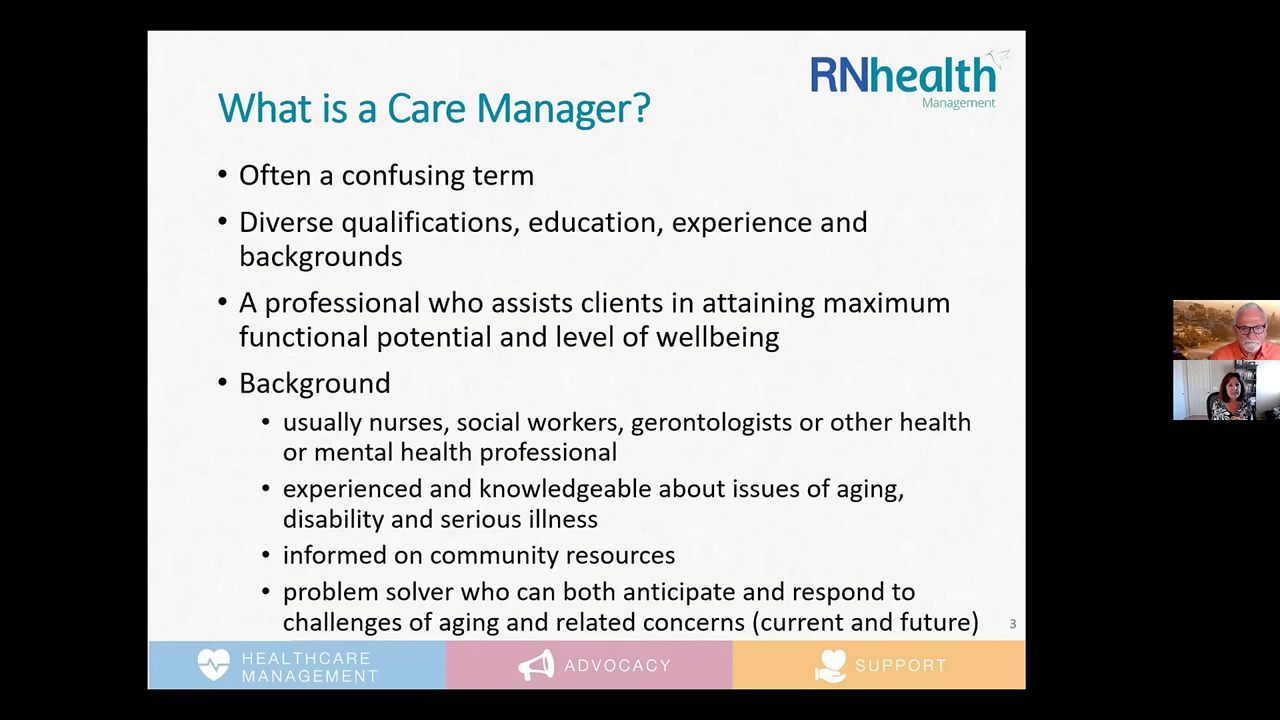 RNhealth
Management
What is a Care Manager?
• Often a confusing term
• Diverse qualifications, education, experience and
backgrounds
• A professional who assists clients in attaining maximum
functional potential and level of wellbeing
• Background
• usually nurses, social workers, gerontologists or other health
or mental health professional
• experienced and knowledgeable about issues of aging,
disability and serious illness
• informed on community resources
• problem solver who can both anticipate and respond to
challenges of aging and related concerns (current and future)
3
HEALTHCARE
MANAGEMENT
ADVOCACY
SUPPORT